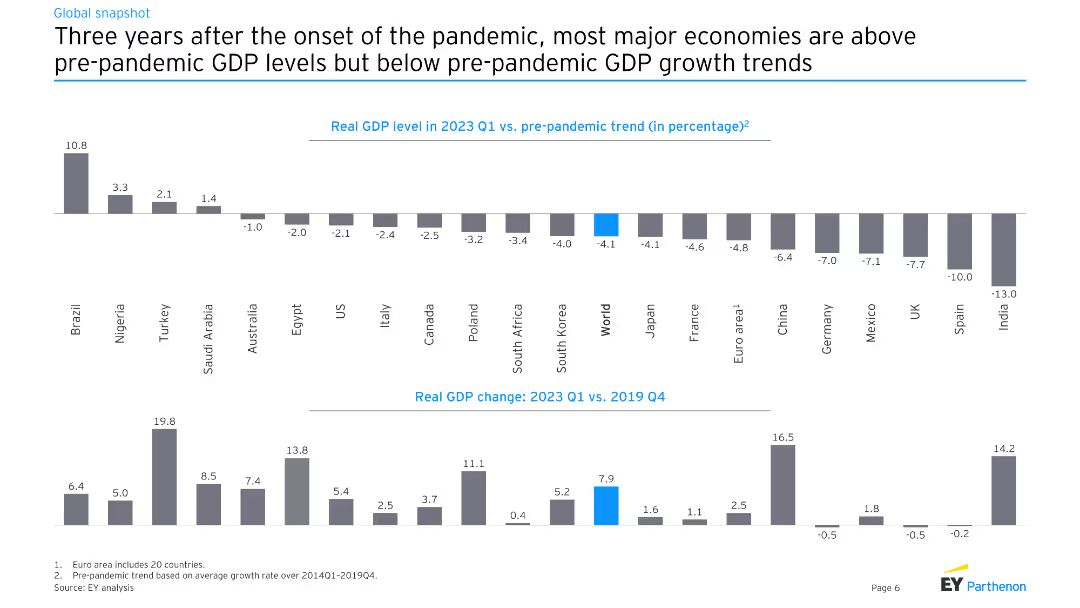 Global snapshot
Three years after the onset of the pandemic, most major economies are above
pre-pandemic GDP levels but below pre-pandemic GDP growth trends
Real GDP level in 2023 Q1 vs. pre-pandemic trend (in percentage)2
10.8
3.3
2.1
1.4
-1.0
-2.0
-2.1
-2.4
-2.5
-3.2
-3.4
-4.0
-4.1
-4.1
-4.6
-4.8
-6.4
-7.0
-7.1
-7.7
-10.0
-13.0
Brazil
Nigeria
Turkey
Saudi Arabia
Australia
Egypt
US
Italy
Canada
Poland
South Africa
South Korea
World
Japan
France
Euro area1
China
Germany
Mexico
UK
Spain
India
Real GDP change: 2023 Q1 vs. 2019 Q4
6.4
5.0
19.8
8.5
7.4
13.8
5.4
2.5
3.7
11.1
0.4
5.2
7.9
1.6
1.1
2.5
16.5
-0.5
1.8
-0.5
-0.2
14.2
1. Euro area includes 20 countries.
2. Pre-pandemic trend based on average growth rate over 2014Q1–2019Q4.
Source: EY analysis
Page 6
EY Parthenon